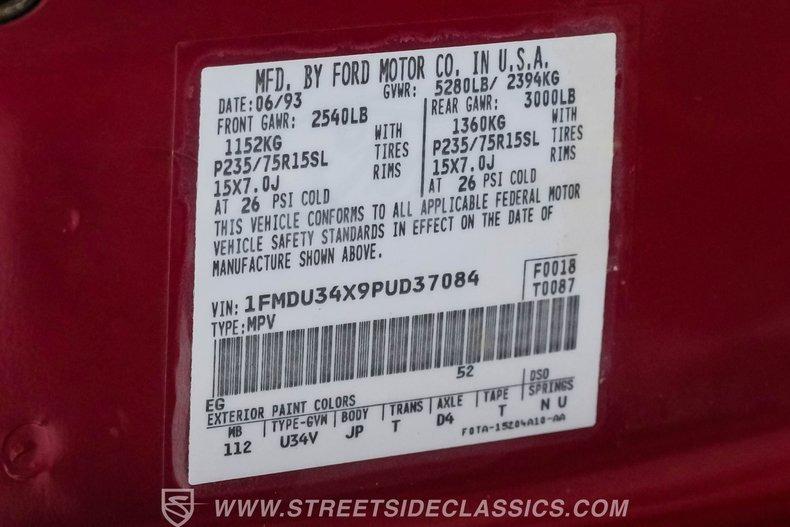 MFD. BY FORD MOTOR CO. IN U.S.A.
DATE: 06/93 GVWR: 5280LB/ 2394KG
FRONT GAWR: 2540LB REAR GAWR: 3000LB
1152KG WITH 1360KG WITH
P235/75R15SL TIRES P235/75R15SL TIRES
15X7.0J RIMS 15X7.0J RIMS
AT 26 PSI COLD AT 26 PSI COLD
THIS VEHICLE CONFORMS TO ALL APPLICABLE FEDERAL MOTOR
VEHICLE SAFETY STANDARDS IN EFFECT ON THE DATE OF
MANUFACTURE SHOWN ABOVE.
VIN: 1FMDU34X9PUD37084 F0018
TYPE: MPV T0087
52
EG DSO
EXTERIOR PAINT COLORS SPRINGS
WB TYPE-GVW BODY TRANS AXLE TAPE
112 U34V JP T D4 T N U
F0TA-15204A10-AA
WWW.STREETSIDECLASSICS.COM